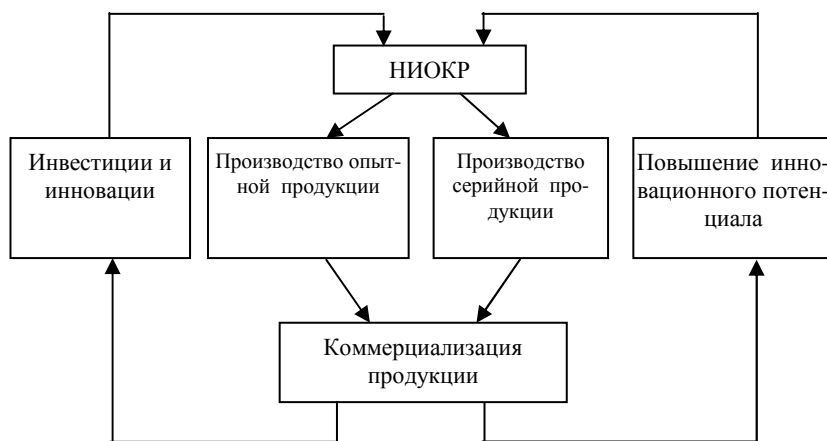 НИОКР
Инвестиции и
инновации
Производство опыт-
ной продукции
Производство
серийной про-
дукции
Повышение инно-
вационного потен-
циала
Коммерциализация
продукции